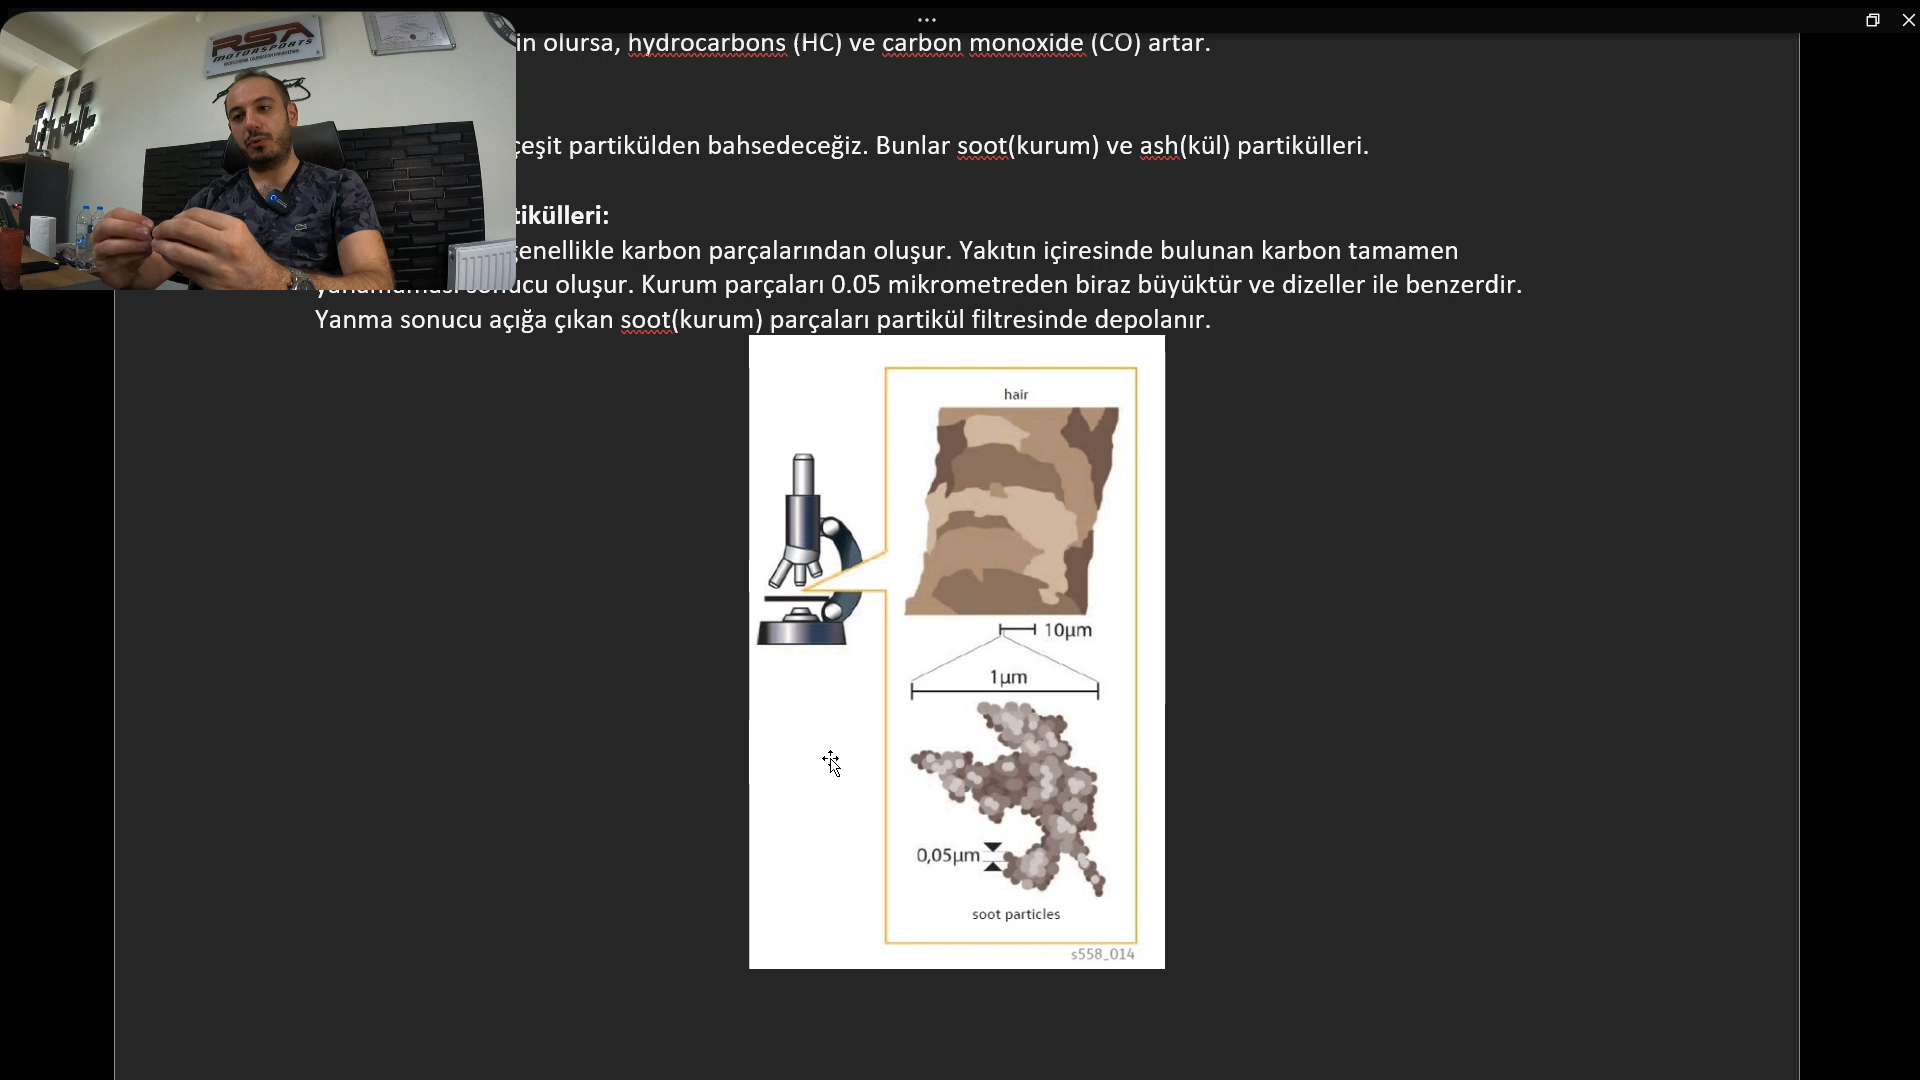 RSA
MOTORSPORTS
in olursa, hydrocarbons (HC) ve carbon monoxide (CO) artar.
çeşit partikülden bahsedeceğiz. Bunlar soot(kurum) ve ash(kül) partikülleri.
tikülleri:
genellikle karbon parçalarından oluşur. Yakıtın içiresinde bulunan karbon tamamen
sonucu oluşur. Kurum parçaları 0.05 mikrometreden biraz büyüktür ve dizeller ile benzerdir.
Yanma sonucu açığa çıkan soot(kurum) parçaları partikül filtresinde depolanır.
hair
10µm
1µm
0,05µm
soot particles
s558_014